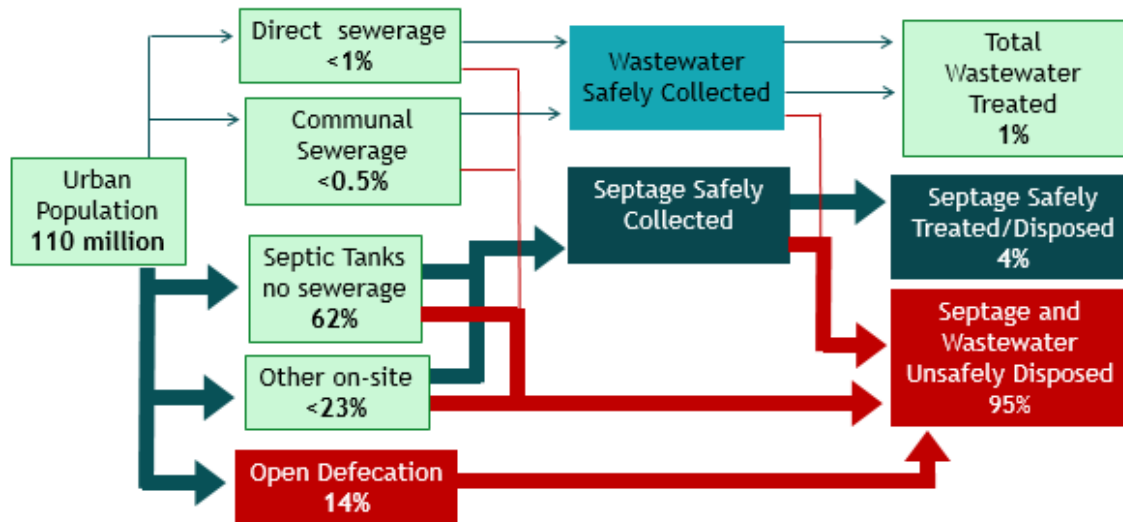 Direct sewerage
<1%
Communal
Sewerage
<0.5%
Urban
Population
110 million
Septic Tanks
no sewerage
62%
Other on-site
<23%
Open Defecation
14%
Wastewater
Safely Collected
Septage Safely
Collected
Total
Wastewater
Treated
1%
Septage Safely
Treated/Disposed
4%
Septage and
Wastewater
Unsafely Disposed
95%